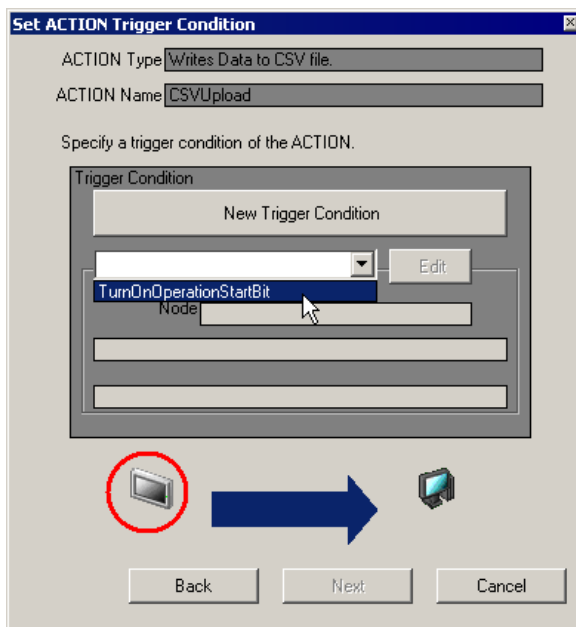 Set ACTION Trigger Condition
ACTION Type Writes Data to CSV file.
ACTION Name CSVUpload
Specify a trigger condition of the ACTION.
Trigger Condition
New Trigger Condition
Edit
TurnOnOperationStartBit
Node
Back Next Cancel